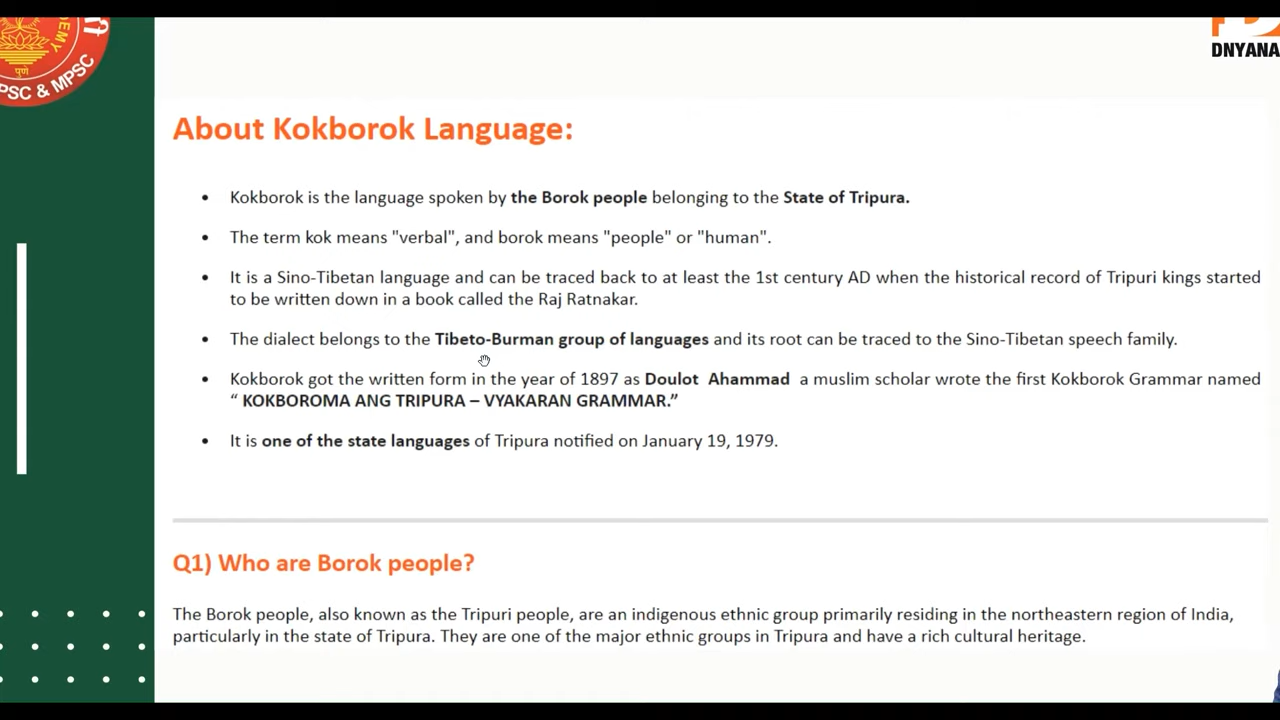 EMY
पुणे
PSC & MPSC
DNYANA
About Kokborok Language:
• Kokborok is the language spoken by the Borok people belonging to the State of Tripura.
• The term kok means "verbal", and borok means "people" or "human".
• It is a Sino-Tibetan language and can be traced back to at least the 1st century AD when the historical record of Tripuri kings started
to be written down in a book called the Raj Ratnakar.
• The dialect belongs to the Tibeto-Burman group of languages and its root can be traced to the Sino-Tibetan speech family.
• Kokborok got the written form in the year of 1897 as Doulot Ahammad a muslim scholar wrote the first Kokborok Grammar named
“ KOKBOROMA ANG TRIPURA – VYAKARAN GRAMMAR.”
• It is one of the state languages of Tripura notified on January 19, 1979.
Q1) Who are Borok people?
The Borok people, also known as the Tripuri people, are an indigenous ethnic group primarily residing in the northeastern region of India,
particularly in the state of Tripura. They are one of the major ethnic groups in Tripura and have a rich cultural heritage.